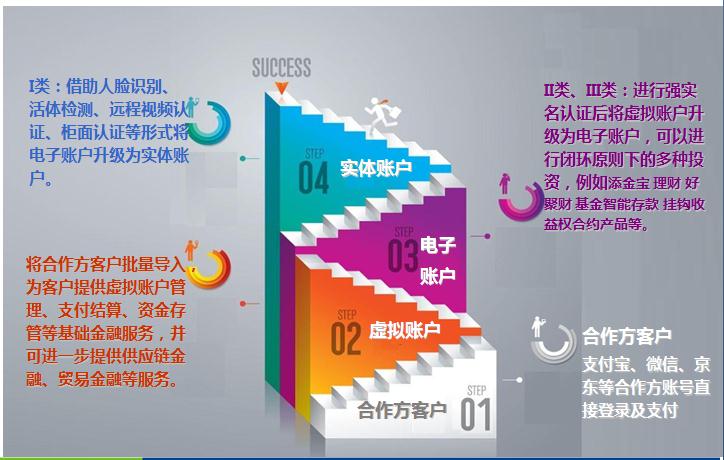 SUCCESS
I类：借助人脸识别、
活体检测、远程视频认
证、柜面认证等形式将
电子账户升级为实体账
户。
II类、III类：进行强实
名认证后将虚拟账户升
级为电子账户，可以进
行闭环原则下的多种投
资，例如添金宝 理财 好
聚财 基金智能存款 挂钩收
益权合约产品等。
STEP
04
实体账户
STEP
03
电子
账户
将合作方客户批量导入
为客户提供虚拟账户管
理、支付结算、资金存
管等基础金融服务，并
可进一步提供供应链金
融、贸易金融等服务。
STEP
02
虚拟账户
合作方客户
支付宝、微信、京
东等合作方账号直
接登录及支付
STEP
01
合作方客户